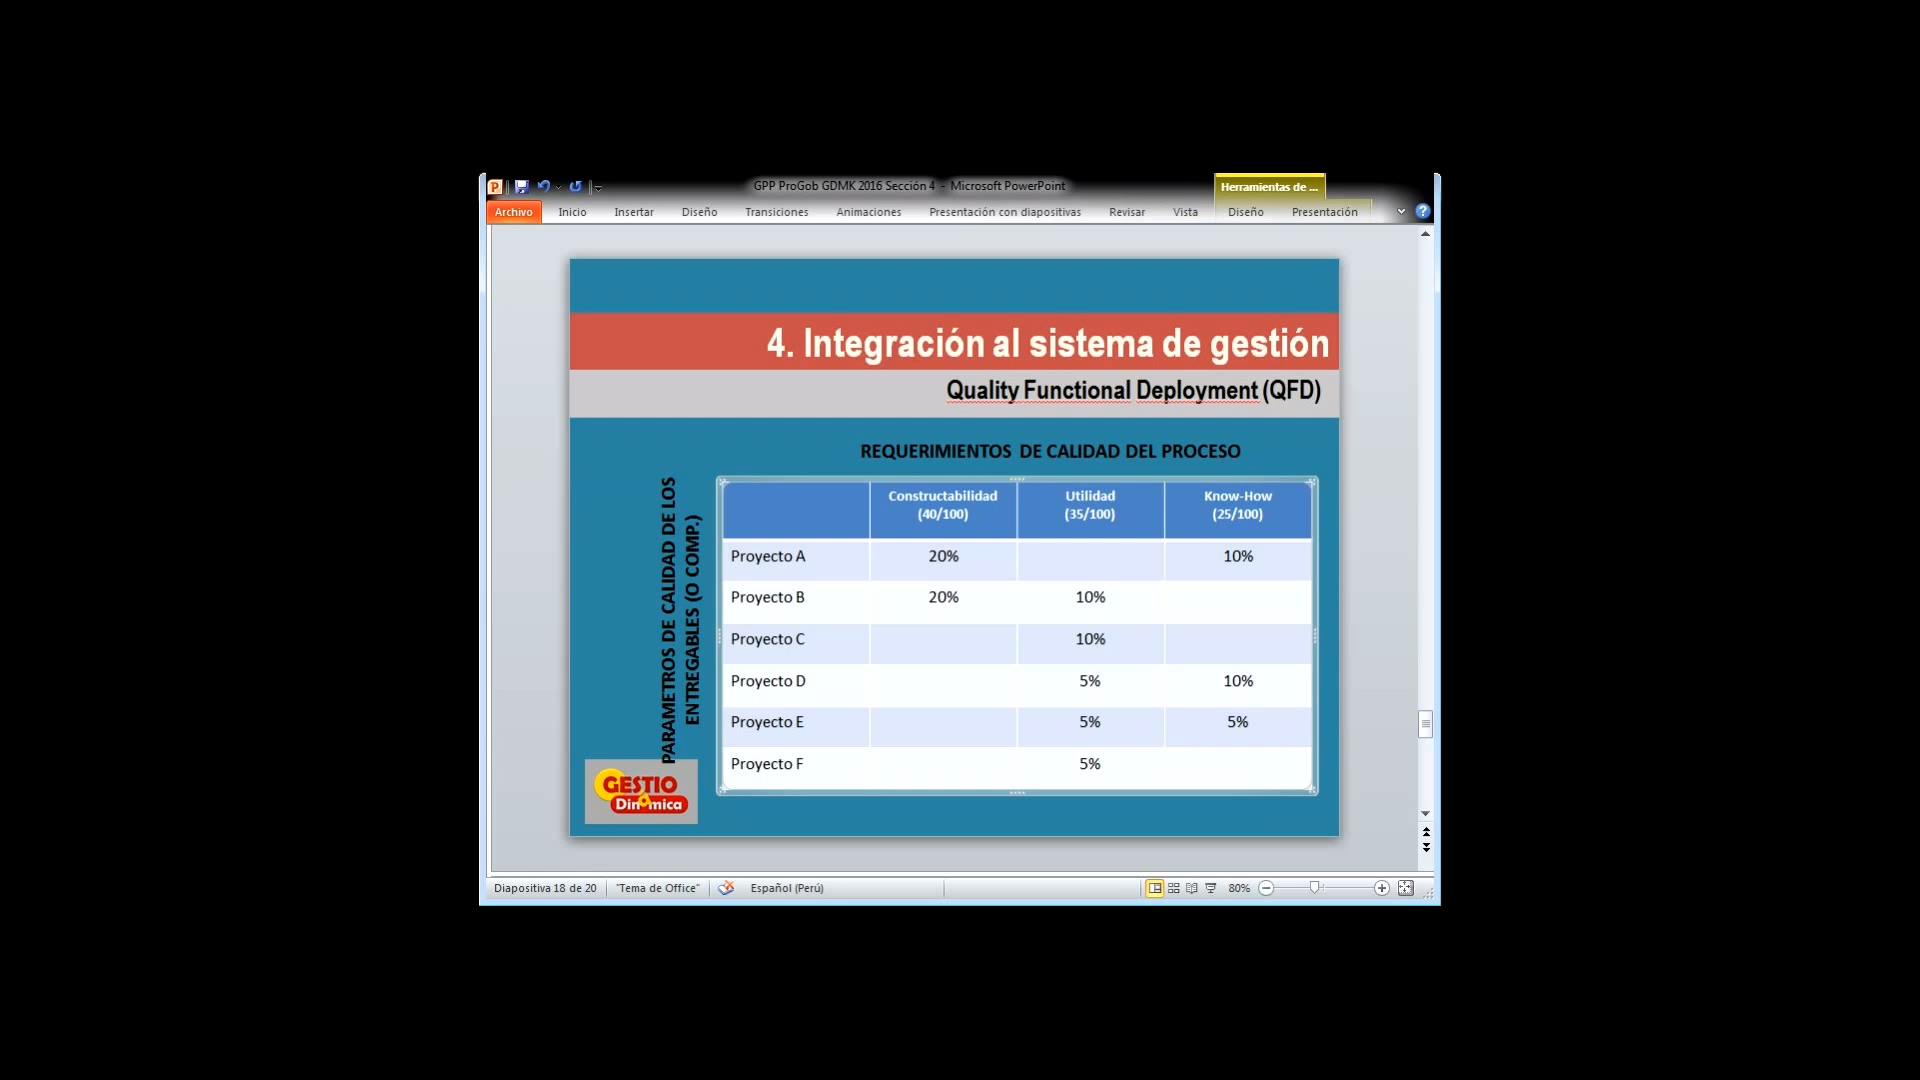 GPP ProGob GDMK 2016 Sección 4 - Microsoft PowerPoint
Herramientas de ...
Archivo Inicio Insertar Diseño Transiciones Animaciones Presentación con diapositivas Revisar Vista Diseño Presentación
4. Integración al sistema de gestión
Quality Functional Deployment (QFD)
REQUERIMIENTOS DE CALIDAD DEL PROCESO
PARAMETROS DE CALIDAD DE LOS
ENTREGABLES (O COMP.)
Constructabilidad Utilidad Know-How
(40/100) (35/100) (25/100)
Proyecto A 20% 10%
Proyecto B 20% 10%
Proyecto C 10%
Proyecto D 5% 10%
Proyecto E 5% 5%
Proyecto F 5%
GESTIO
Dinámica
Diapositiva 18 de 20 "Tema de Office" Español (Perú) 80%